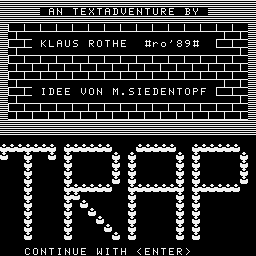 AN TEXTADVENTURE BY
KLAUS ROTHE #ro'89#
IDEE VON M.SIEDENTOPF
TRAP
CONTINUE WITH <ENTER>